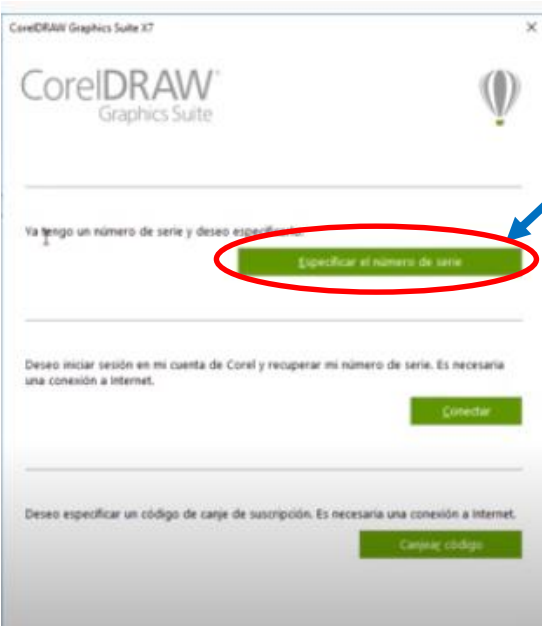 CorelDRAW Graphics Suite X7
CorelDRAW
Graphics Suite
Ya tengo un número de serie y deseo especificarlo.
Especificar el número de serie
Deseo iniciar sesión en mi cuenta de Corel y recuperar mi número de serie. Es necesaria
una conexión a Internet.
Conectar
Deseo especificar un código de canje de suscripción. Es necesaria una conexión a Internet.
Canjear código